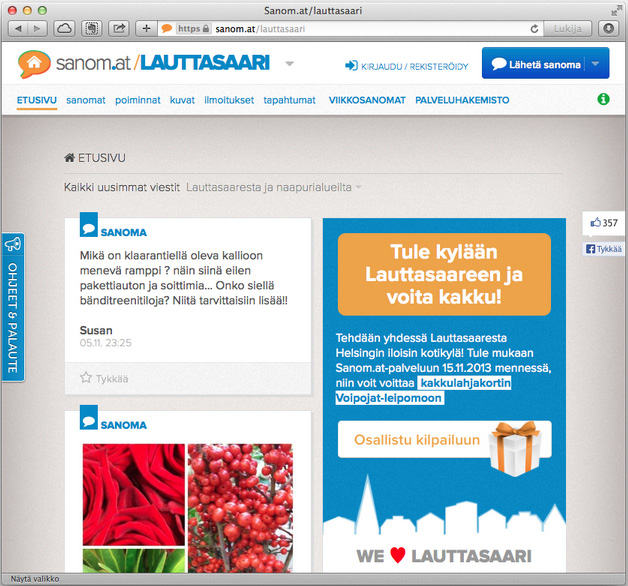 Sanom.at/lauttasaari
https sanom.at/lauttasaari
Lukija
sanom.at/LAUTTASAARI
KIRJAUDU / REKISTERÖIDY
Lähetä sanoma
ETUSIVU sanomat poiminnat kuvat ilmoitukset tapahtumat VIIKKOSANOMAT PALVELUHAKEMISTO
ETUSIVU
Kaikki uusimmat viestit Lauttasaaresta ja naapurialueilta
SANOMA
Mikä on klaarantiellä oleva kallioon
menevä ramppi ? näin siinä eilen
pakettiauton ja soittimia... Onko siellä
bänditreenitiloja? Niitä tarvittaisiin lisää!!
Susan
05.11. 23:25
Tykkää
SANOMA
Tule kylään
Lauttasaareen ja
voita kakku!
Tehdään yhdessä Lauttasaaresta
Helsingin iloisin kotikylä! Tule mukaan
Sanom.at-palveluun 15.11.2013 mennessä,
niin voit voittaa kakkulahjakortin
Voipojat-leipomoon
Osallistu kilpailuun
WE LAUTTASAARI
357
Tykkää
OHJEET & PALAUTE
Näytä valikko